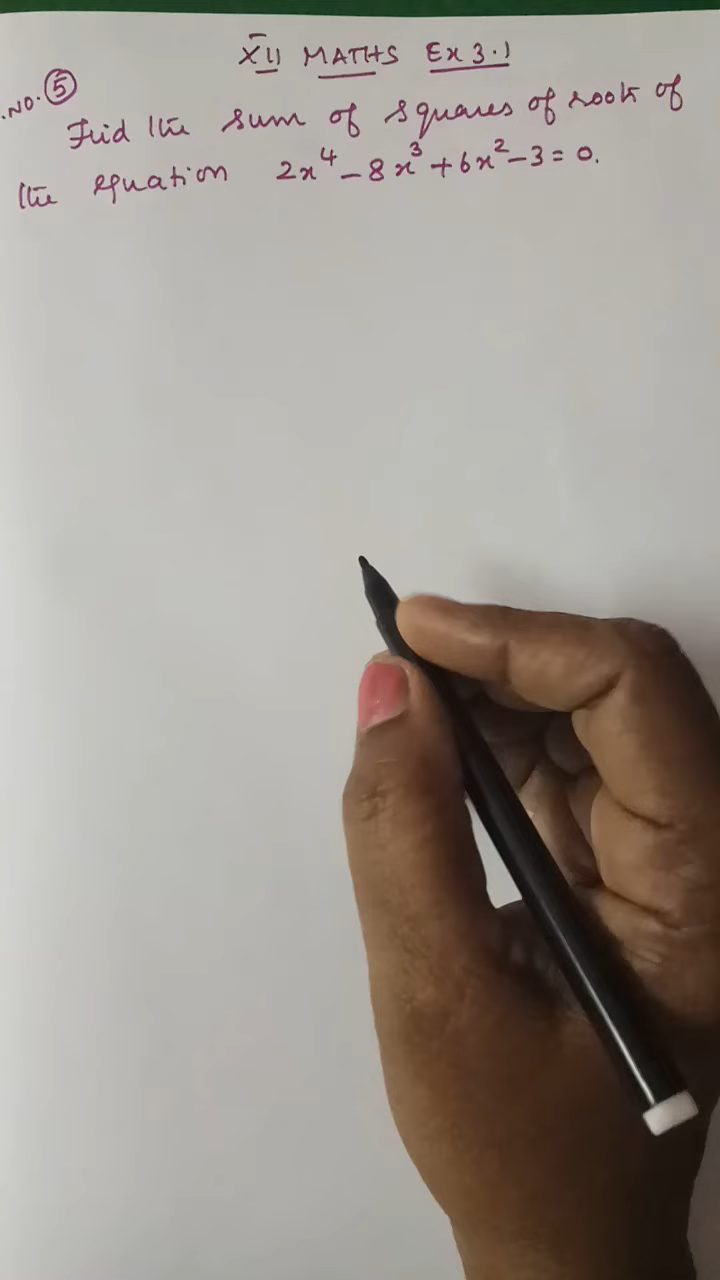 XII MATHS Ex 3.1
.NO. 5
Find the sum of squares of roots of
the equation 2x⁴ – 8x³ + 6x² – 3 = 0.